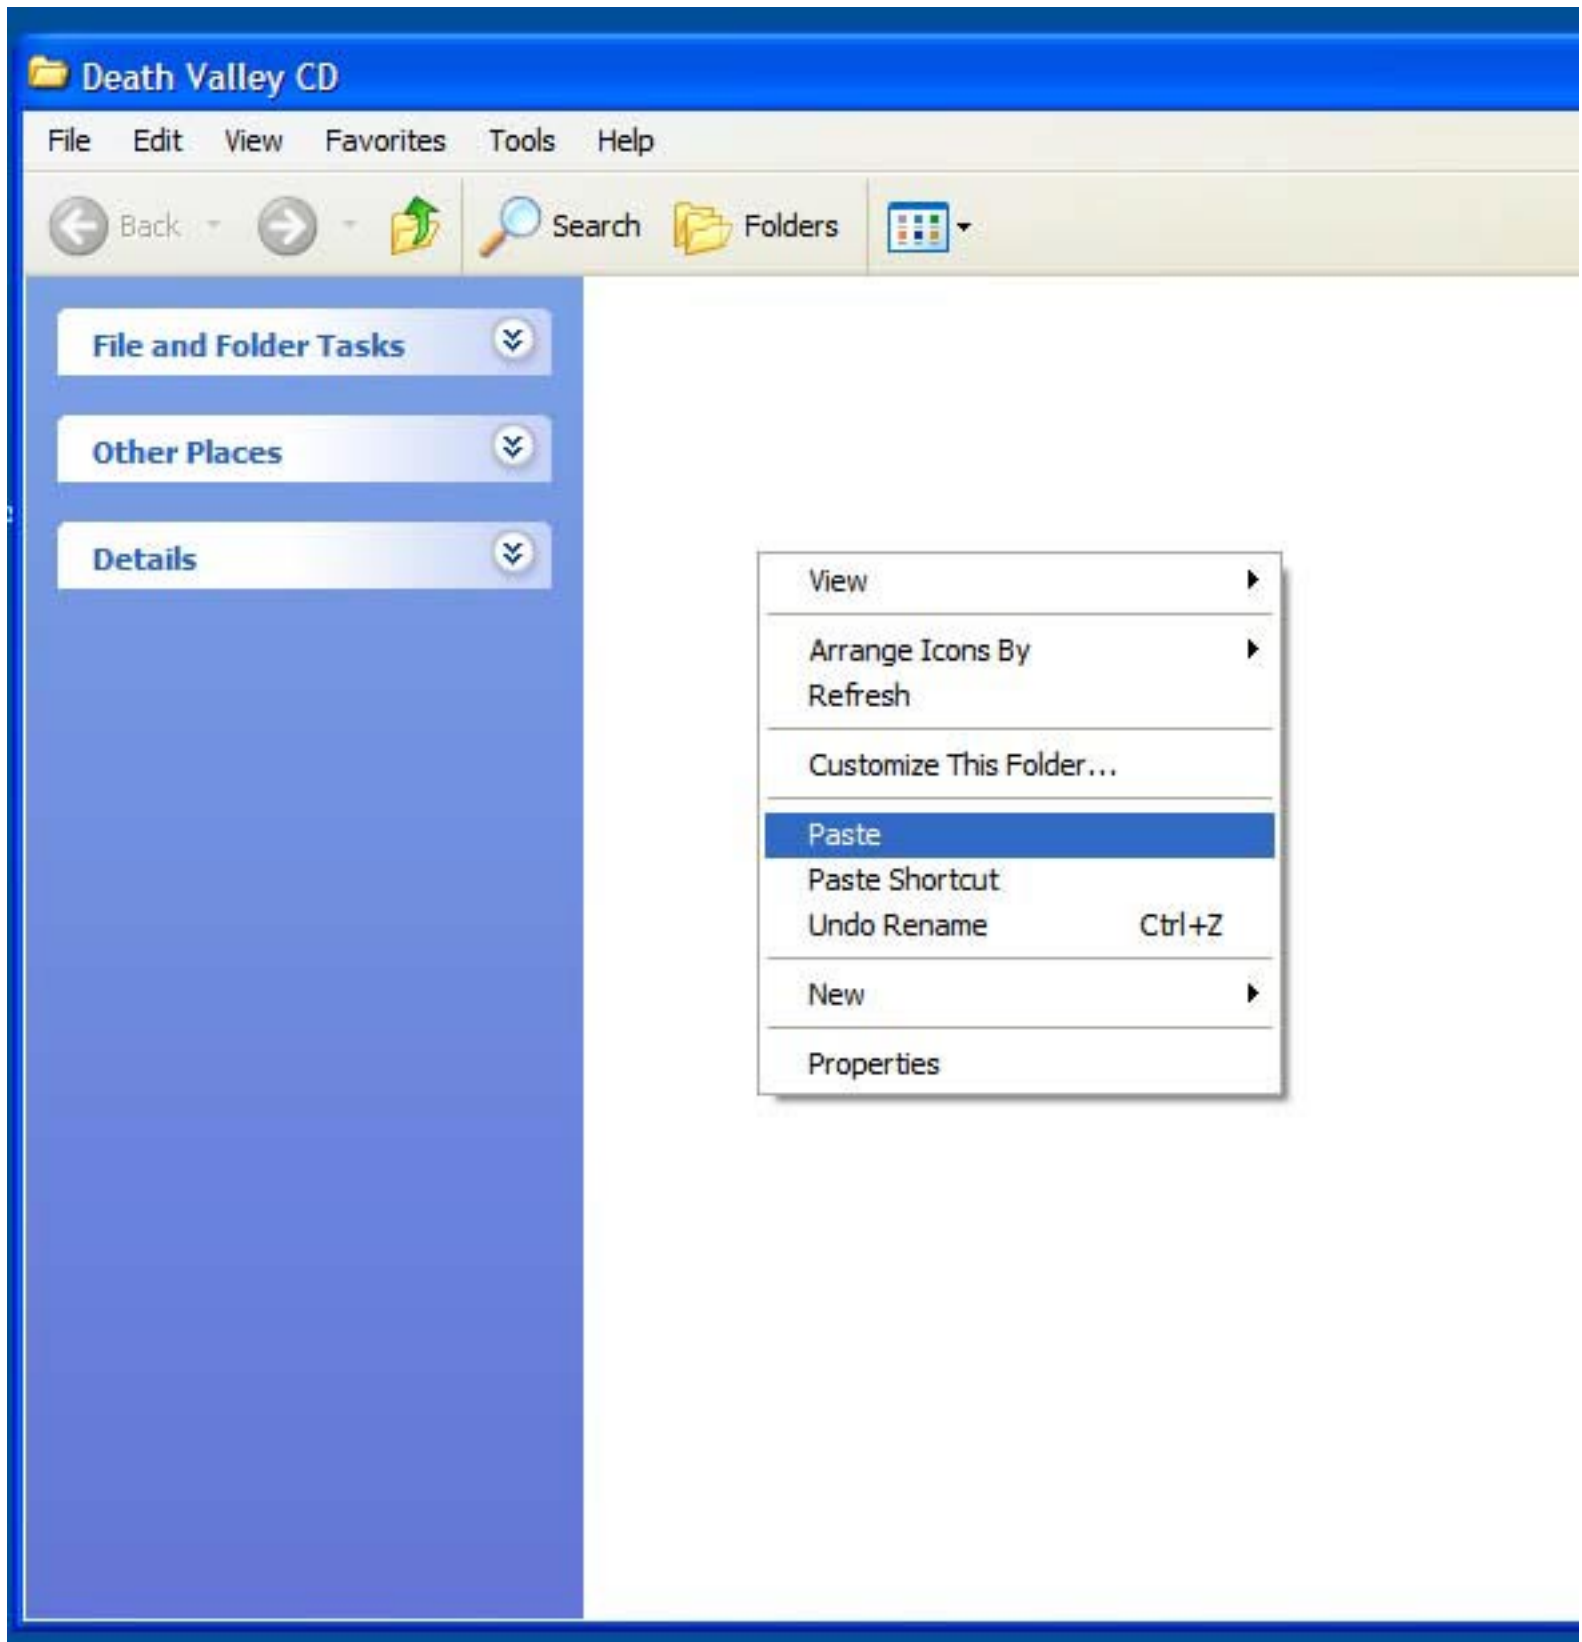 Death Valley CD
File Edit View Favorites Tools Help
Back Search Folders
File and Folder Tasks
Other Places
Details
View
Arrange Icons By
Refresh
Customize This Folder...
Paste
Paste Shortcut
Undo Rename Ctrl+Z
New
Properties